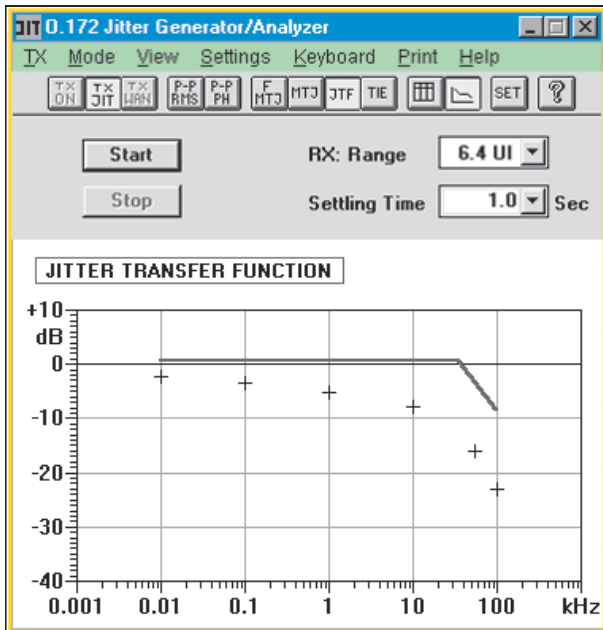 JIT O.172 Jitter Generator/Analyzer
TX Mode View Settings Keyboard Print Help
TX ON TX JIT TX WAN P-P RMS P-P PH F MTJ MTJ JTF TIE SET ?
Start RX: Range 6.4 UI
Stop Settling Time 1.0 Sec
JITTER TRANSFER FUNCTION
+10
dB
0
-10
-20
-30
-40
0.001 0.01 0.1 1 10 100 kHz